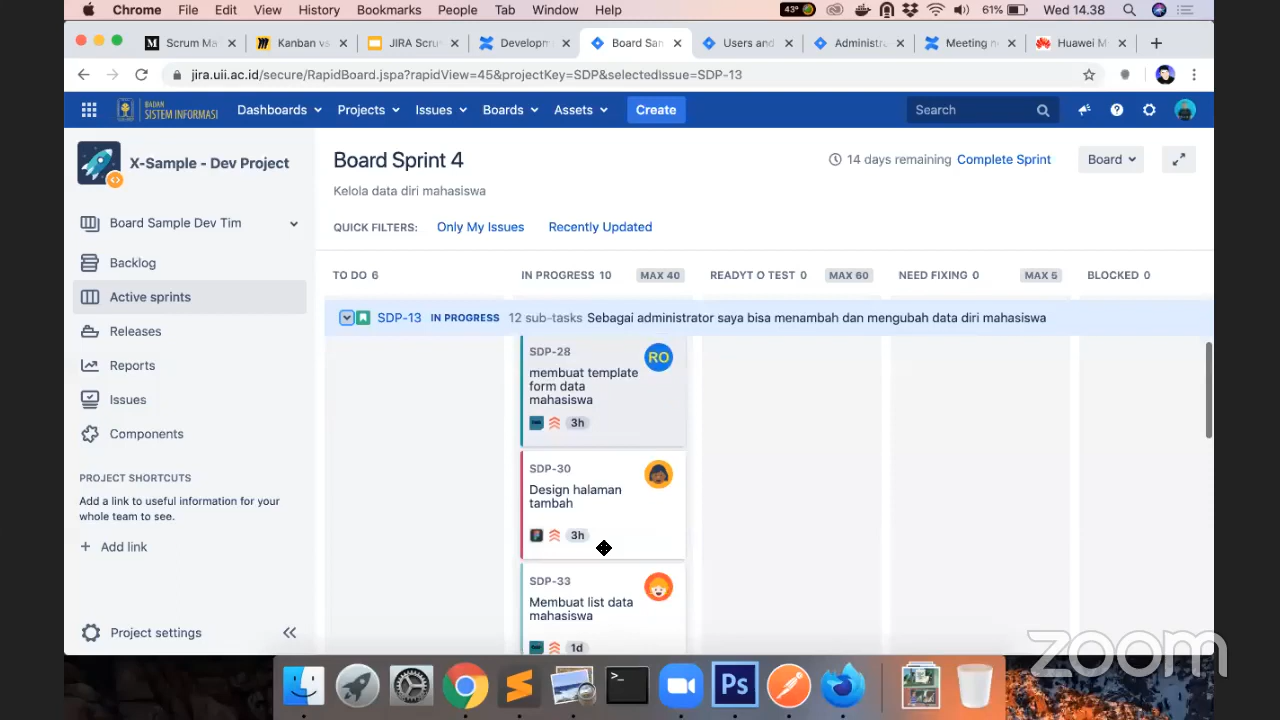 Chrome File Edit View History Bookmarks People Tab Window Help 43° 61% Wed 14.38
Scrum Ma Kanban vs JIRA Scru Developm Board San Users and Administra Meeting n Huawei M
jira.uii.ac.id/secure/RapidBoard.jspa?rapidView=45&projectKey=SDP&selectedIssue=SDP-13
BADAN
SISTEM INFORMASI
Dashboards Projects Issues Boards Assets Create Search
X-Sample - Dev Project
Board Sample Dev Tim
Backlog
Active sprints
Releases
Reports
Issues
Components
PROJECT SHORTCUTS
Add a link to useful information for your
whole team to see.
+ Add link
Project settings
Board Sprint 4
14 days remaining Complete Sprint Board
Kelola data diri mahasiswa
QUICK FILTERS: Only My Issues Recently Updated
TO DO 6 IN PROGRESS 10 MAX 40 READYT O TEST 0 MAX 60 NEED FIXING 0 MAX 5 BLOCKED 0
SDP-13 IN PROGRESS 12 sub-tasks Sebagai administrator saya bisa menambah dan mengubah data diri mahasiswa
SDP-28
RO
membuat template
form data
mahasiswa
3h
SDP-30
Design halaman
tambah
3h
SDP-33
Membuat list data
mahasiswa
1d
zoom
>_
Ps